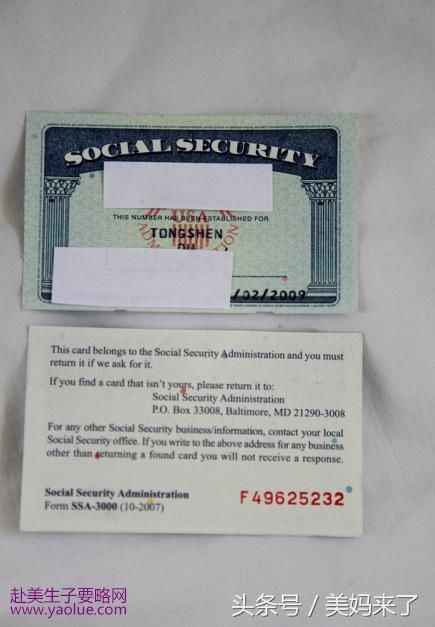 SOCIAL SECURITY
THIS NUMBER HAS BEEN ESTABLISHED FOR
TONGSHEN
DU
/02/2009
This card belongs to the Social Security Administration and you must
return it if we ask for it.
If you find a card that isn't yours, please return it to:
Social Security Administration
P.O. Box 33008, Baltimore, MD 21290-3008
For any other Social Security business/information, contact your local
Social Security office. If you write to the above address for any business
other than returning a found card you will not receive a response.
Social Security Administration
Form SSA-3000 (10-2007)
F49625232
赴美生子要略网
www.yaolue.com
头条号 / 美妈来了